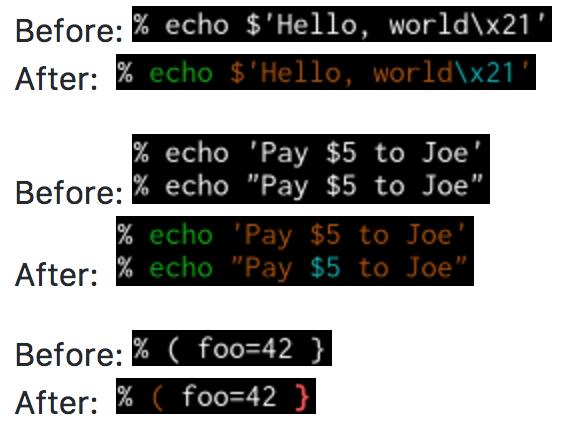 Before: % echo $'Hello, world\x21'
After: % echo $'Hello, world\x21'
% echo 'Pay $5 to Joe'
Before: % echo "Pay $5 to Joe"
% echo 'Pay $5 to Joe'
After: % echo "Pay $5 to Joe"
Before: % ( foo=42 }
After: % ( foo=42 }